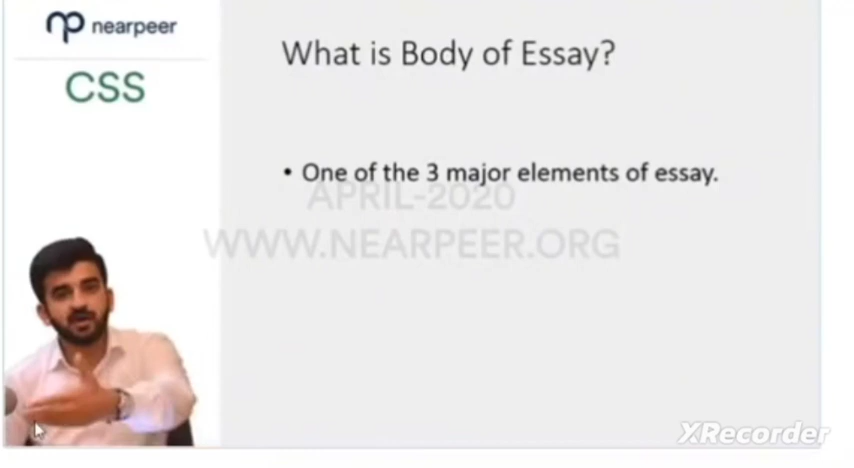 nearpeer
CSS
What is Body of Essay?
• One of the 3 major elements of essay.
APRIL-2020
WWW.NEARPEER.ORG
XRecorder